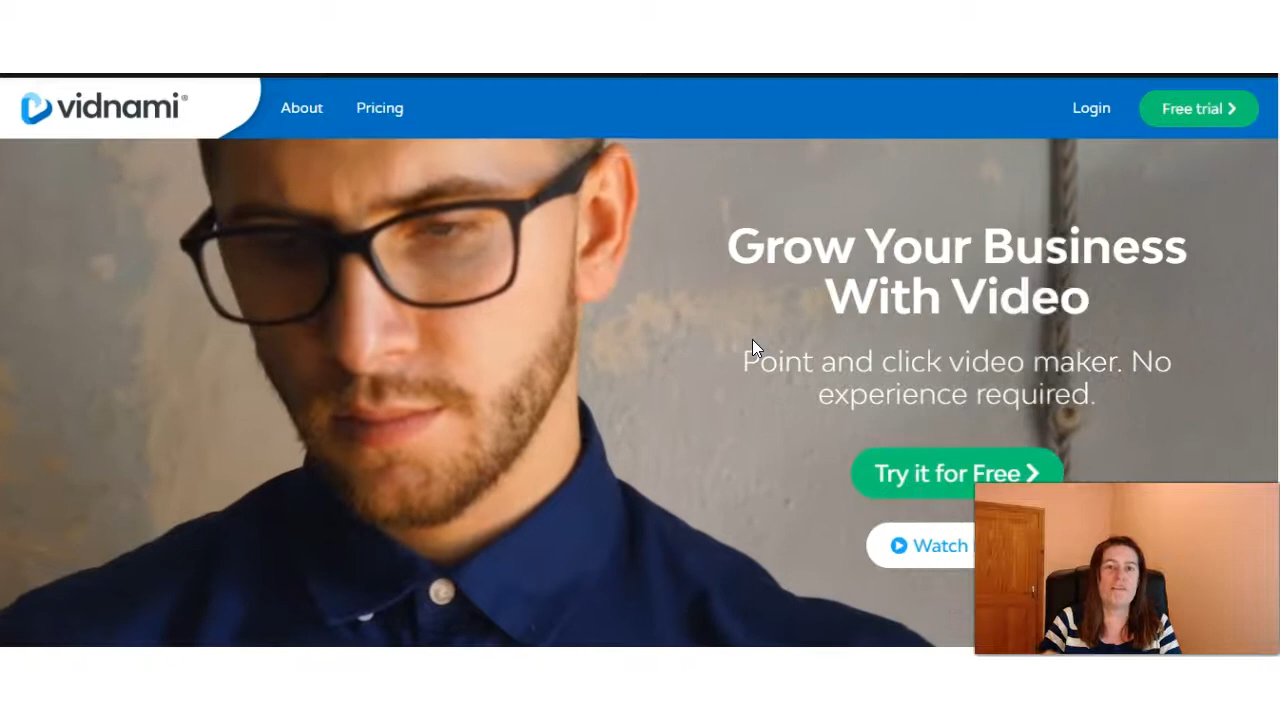 vidnami®
About
Pricing
Login
Free trial
Grow Your Business
With Video
Point and click video maker. No
experience required.
Try it for Free
Watch